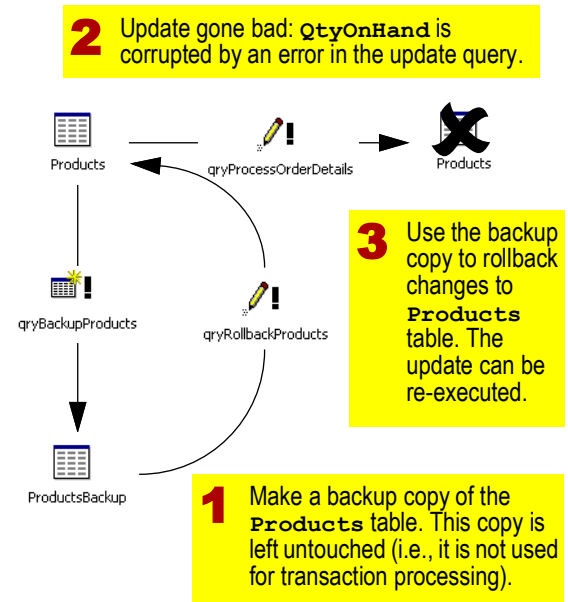 2 Update gone bad: QtyOnHand is
corrupted by an error in the update query.
Products
qryProcessOrderDetails
Products
3 Use the backup
copy to rollback
changes to
Products
table. The
update can be
re-executed.
qryBackupProducts
qryRollbackProducts
ProductsBackup
1 Make a backup copy of the
Products table. This copy is
left untouched (i.e., it is not used
for transaction processing).